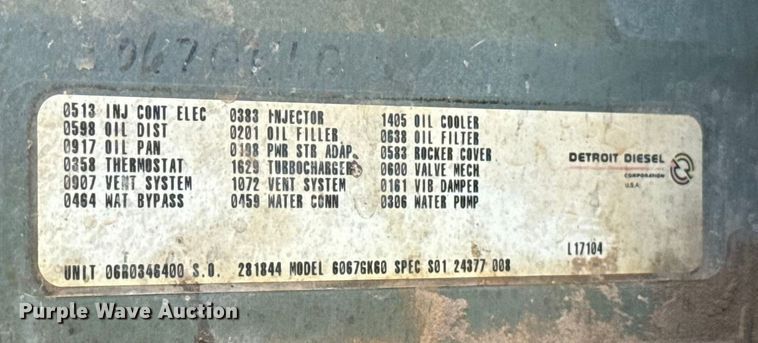 0513 INJ CONT ELEC 0383 INJECTOR 1405 OIL COOLER
0598 OIL DIST 0201 OIL FILLER 0638 OIL FILTER
0917 OIL PAN 0198 PWR STR ADAP 0583 ROCKER COVER
0358 THERMOSTAT 1629 TURBOCHARGER 0600 VALVE MECH
0907 VENT SYSTEM 1072 VENT SYSTEM 0161 VIB DAMPER
0464 WAT BYPASS 0459 WATER CONN 0306 WATER PUMP
DETROIT DIESEL
CORPORATION
U.S.A.
L17104
UNIT 06R0346400 S.O. 281844 MODEL 6067GK60 SPEC S01 24377 008
Purple Wave Auction